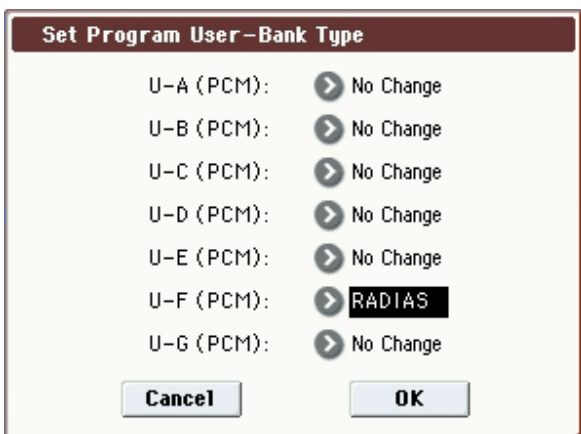 Set Program User-Bank Type
U-A(PCM): No Change
U-B(PCM): No Change
U-C(PCM): No Change
U-D(PCM): No Change
U-E(PCM): No Change
U-F(PCM): RADIAS
U-G(PCM): No Change
Cancel OK